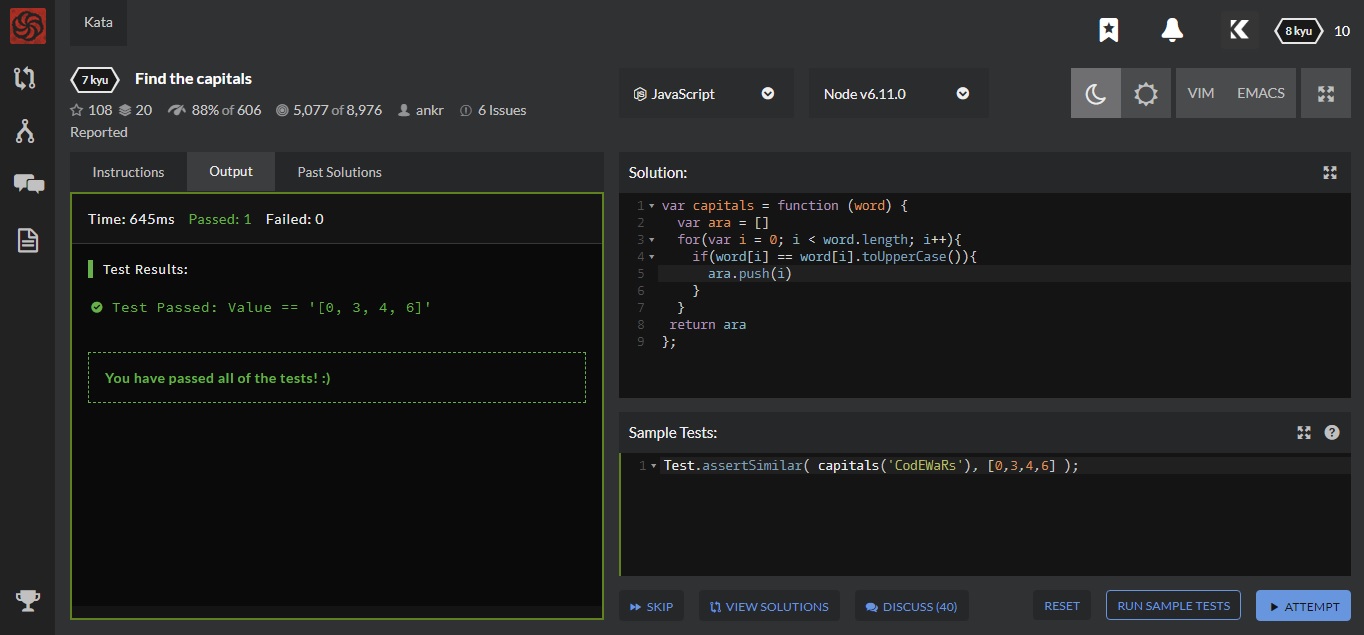 Kata
8 kyu 10
7 kyu Find the capitals
108 20 88% of 606 5,077 of 8,976 ankr 6 Issues
Reported
JavaScript
Node v6.11.0
VIM EMACS
Instructions Output Past Solutions
Time: 645ms Passed: 1 Failed: 0
Test Results:
Test Passed: Value == '[0, 3, 4, 6]'
You have passed all of the tests! :)
Solution:
1 var capitals = function (word) {
2   var ara = []
3   for(var i = 0; i < word.length; i++){
4     if(word[i] == word[i].toUpperCase()){
5       ara.push(i)
6     }
7   }
8  return ara
9 };
Sample Tests:
1 Test.assertSimilar( capitals('CodEWaRs'), [0,3,4,6] );
SKIP VIEW SOLUTIONS DISCUSS (40) RESET RUN SAMPLE TESTS ATTEMPT